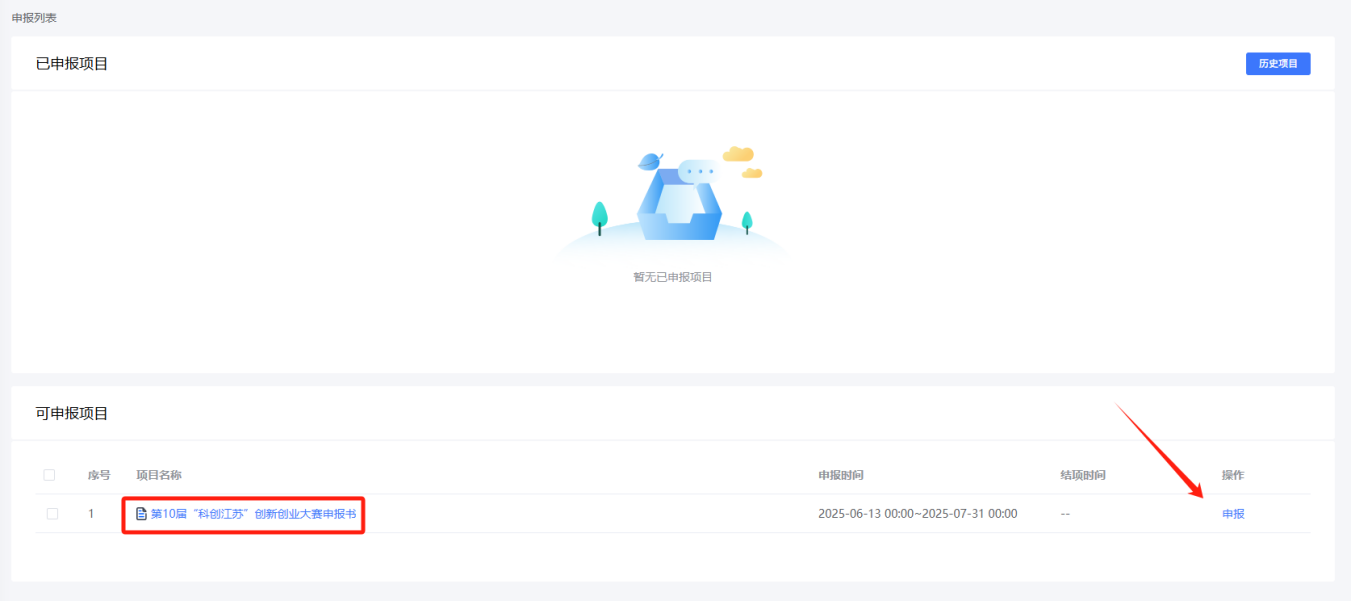 申报列表
已申报项目
历史项目
暂无已申报项目
可申报项目
序号 项目名称 申报时间 结项时间 操作
1 第10届“科创江苏”创新创业大赛申报书 2025-06-13 00:00~2025-07-31 00:00 -- 申报